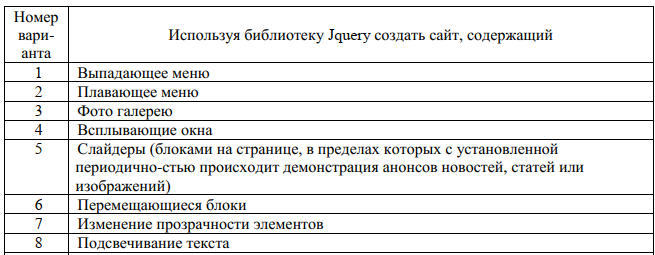 Номер
вари-
анта
Используя библиотеку Jquery создать сайт, содержащий
1 Выпадающее меню
2 Плавающее меню
3 Фото галерею
4 Всплывающие окна
5 Слайдеры (блоками на странице, в пределах которых с установленной
периодично-стью происходит демонстрация анонсов новостей, статей или
изображений)
6 Перемещающиеся блоки
7 Изменение прозрачности элементов
8 Подсвечивание текста